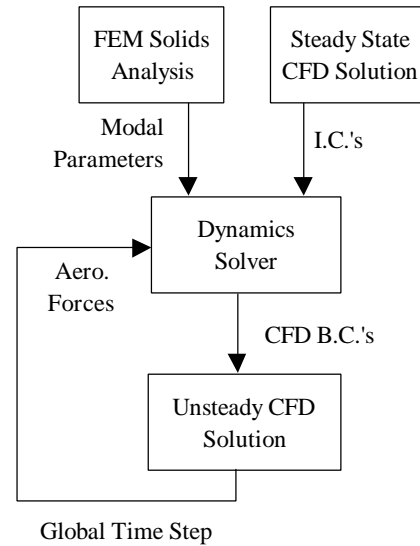 FEM Solids
Analysis
Steady State
CFD Solution
Modal
Parameters
I.C.'s
Dynamics
Solver
Aero.
Forces
CFD B.C.'s
Unsteady CFD
Solution
Global Time Step